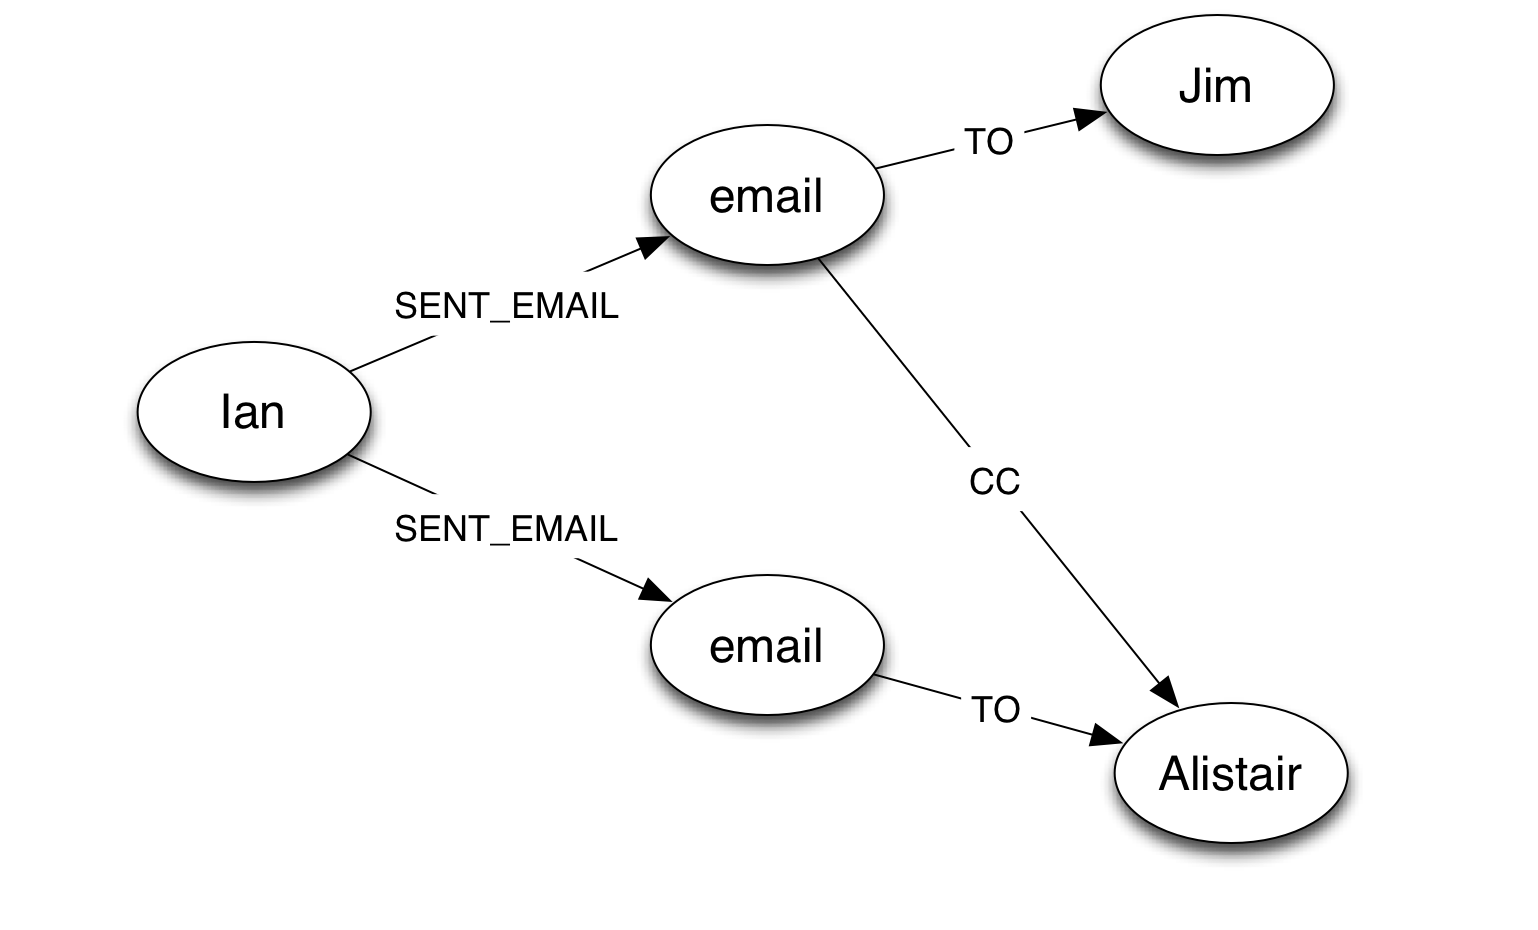 Jim
TO
email
SENT_EMAIL
Ian
CC
SENT_EMAIL
email
TO
Alistair